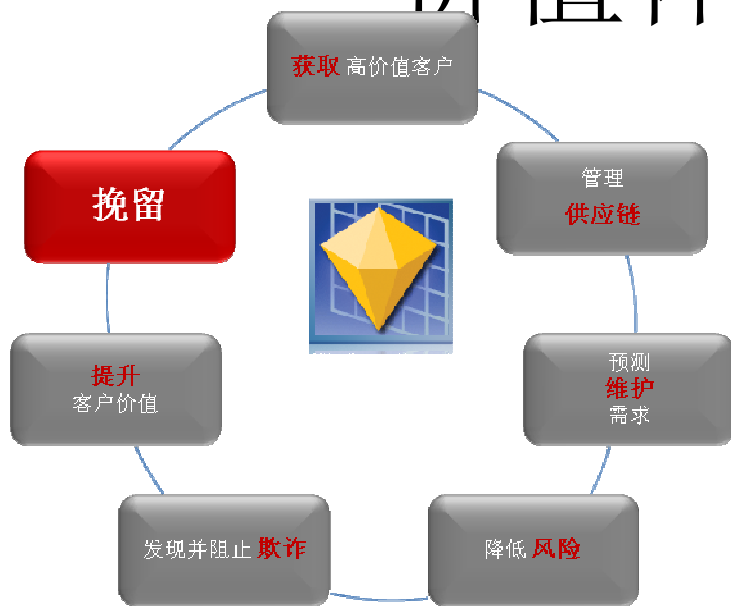 获取 高价值客户
管理
供应链
预测
维护
需求
降低 风险
发现并阻止 欺诈
提升
客户价值
挽留